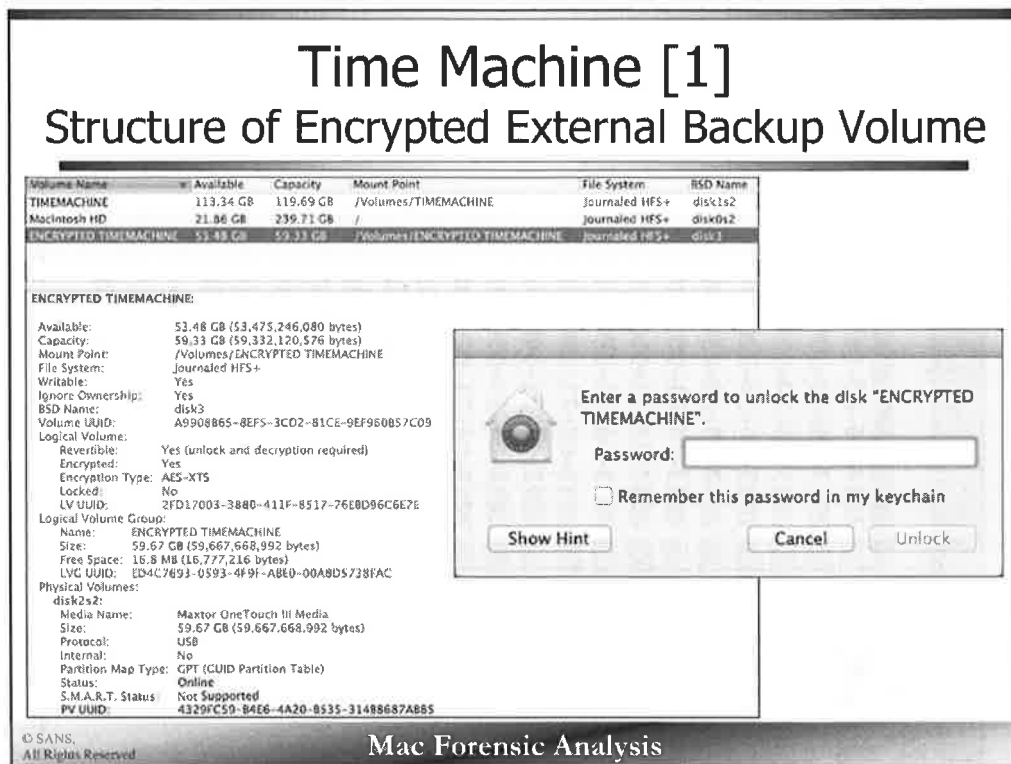 Time Machine [1]
Structure of Encrypted External Backup Volume
Volume Name Available Capacity Mount Point File System BSD Name
TIMEMACHINE 113.34 GB 119.69 GB /Volumes/TIMEMACHINE Journaled HFS+ disk1s2
Macintosh HD 21.86 GB 239.71 GB / Journaled HFS+ disk0s2
ENCRYPTED TIMEMACHINE 53.48 GB 59.33 GB /Volumes/ENCRYPTED TIMEMACHINE Journaled HFS+ disk3
ENCRYPTED TIMEMACHINE:
Available: 53.48 GB (53,475,246,080 bytes)
Capacity: 59.33 GB (59,332,120,576 bytes)
Mount Point: /Volumes/ENCRYPTED TIMEMACHINE
File System: Journaled HFS+
Writable: Yes
Ignore Ownership: Yes
BSD Name: disk3
Volume UUID:
Logical Volume:
Revertible: Yes (unlock and decryption required)
Encrypted: Yes
Encryption Type: AES-XTS
Locked: No
LV UUID:
Logical Volume Group:
Name: ENCRYPTED TIMEMACHINE
Size: 59.67 GB (59,667,668,992 bytes)
Free Space: 16.8 MB (16,777,216 bytes)
LVG UUID:
Physical Volumes:
disk2s2:
Media Name: Maxtor OneTouch III Media
Size: 59.67 GB (59,667,668,992 bytes)
Protocol: USB
Internal: No
Partition Map Type: GPT (GUID Partition Table)
Status: Online
S.M.A.R.T. Status Not Supported
PV UUID:
Enter a password to unlock the disk "ENCRYPTED
TIMEMACHINE".
Password:
Remember this password in my keychain
Show Hint Cancel Unlock
© SANS,
All Rights Reserved
Mac Forensic Analysis